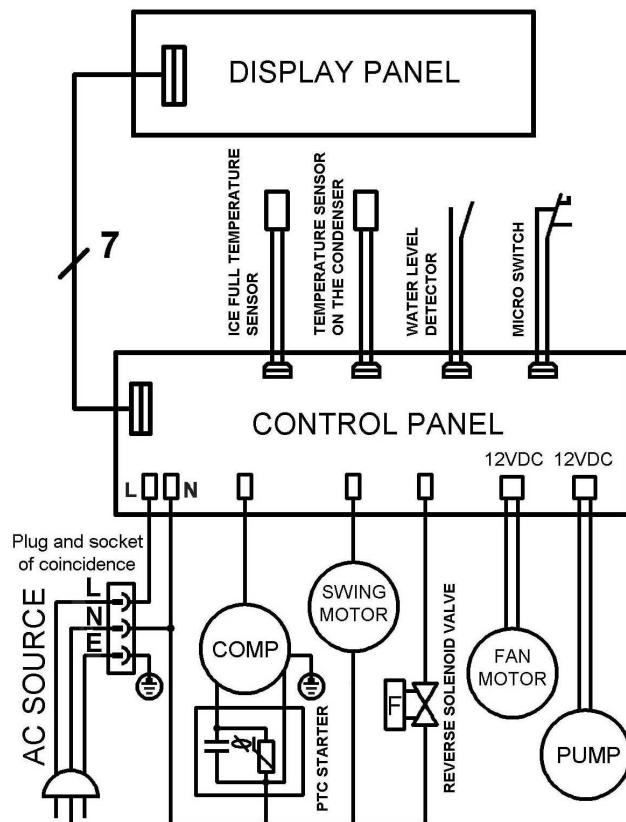 DISPLAY PANEL
7
ICE FULL TEMPERATURE
SENSOR
TEMPERATURE SENSOR
ON THE CONDENSER
WATER LEVEL
DETECTOR
MICRO SWITCH
CONTROL PANEL
L
N
12VDC
12VDC
Plug and socket
of coincidence
AC SOURCE
L
N
E
COMP
PTC STARTER
SWING
MOTOR
F
REVERSE SOLENOID VALVE
FAN
MOTOR
PUMP